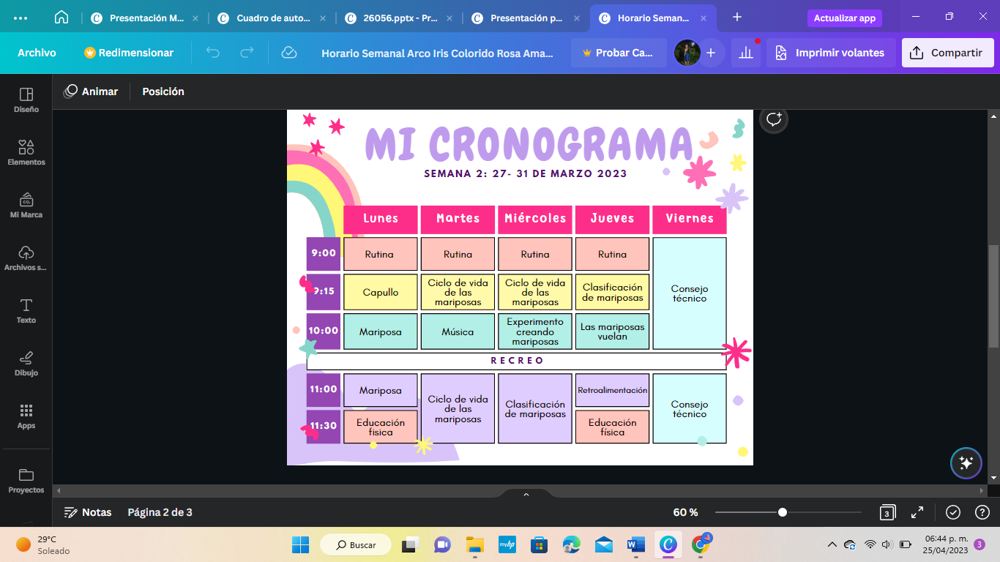 Presentación M...
Cuadro de auto...
26056.pptx - Pr...
Presentación p...
Horario Seman...
Actualizar app
Archivo
Redimensionar
Horario Semanal Arco Iris Colorido Rosa Ama...
Probar Ca...
Imprimir volantes
Compartir
Animar
Posición
Diseño
Elementos
CO.
Mi Marca
Archivos s...
Texto
Dibujo
Apps
Proyectos
MI CRONOGRAMA
SEMANA 2: 27- 31 DE MARZO 2023
Lunes Martes Miércoles Jueves Viernes
9:00
Rutina
Rutina
Rutina
Rutina
Consejo
técnico
9:15
Capullo
Ciclo de vida
de las
mariposas
Ciclo de vida
de las
mariposas
Clasificación
de mariposas
10:00
Mariposa
Música
Experimento
creando
mariposas
Las mariposas
vuelan
RECREO
11:00
Mariposa
Ciclo de vida
de las
mariposas
Clasificación
de mariposas
Retroalimentación
Consejo
técnico
11:30
Educación
fisica
Educación
física
Notas
Página 2 de 3
60 %
3
29°C
Soleado
Buscar
myhp
06:44 p. m.
25/04/2023
3